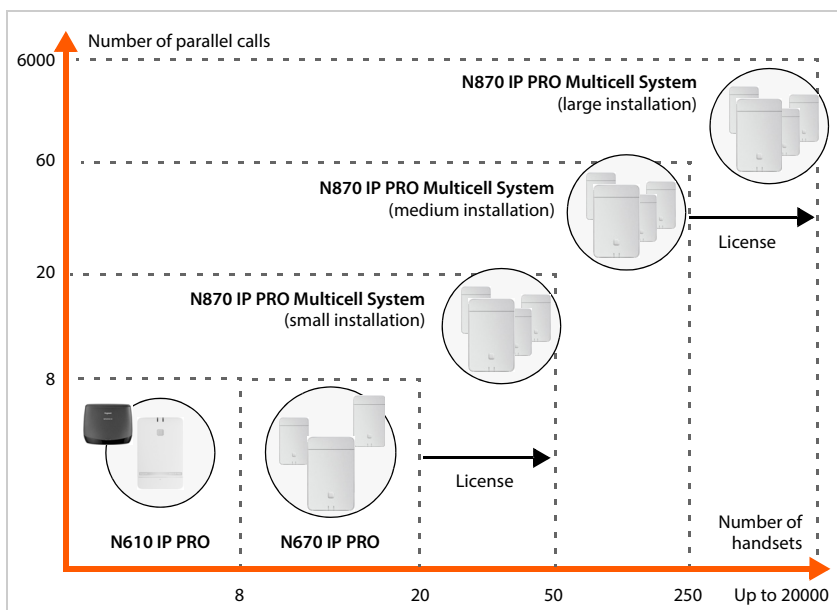 Number of parallel calls
6000
N870 IP PRO Multicell System
(large installation)
60
N870 IP PRO Multicell System
(medium installation)
License
20
N870 IP PRO Multicell System
(small installation)
8
License
N610 IP PRO
N670 IP PRO
Number of
handsets
8
20
50
250
Up to 20000